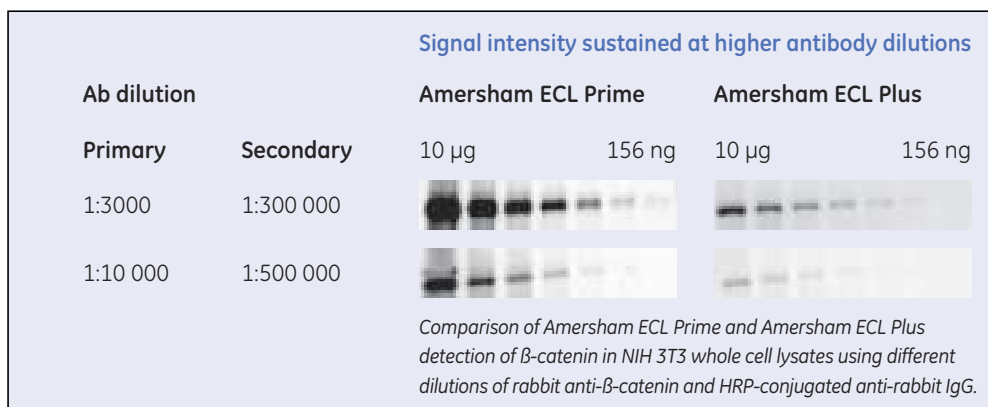 Signal intensity sustained at higher antibody dilutions
Ab dilution Amersham ECL Prime Amersham ECL Plus
Primary Secondary 10 µg 156 ng 10 µg 156 ng
1:3000 1:300 000
1:10 000 1:500 000
Comparison of Amersham ECL Prime and Amersham ECL Plus
detection of ß-catenin in NIH 3T3 whole cell lysates using different
dilutions of rabbit anti-ß-catenin and HRP-conjugated anti-rabbit IgG.